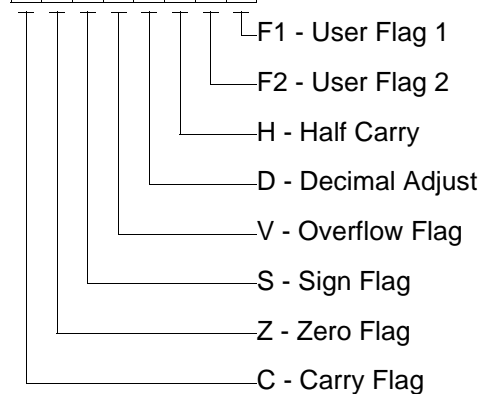 F1 - User Flag 1
F2 - User Flag 2
H - Half Carry
D - Decimal Adjust
V - Overflow Flag
S - Sign Flag
Z - Zero Flag
C - Carry Flag